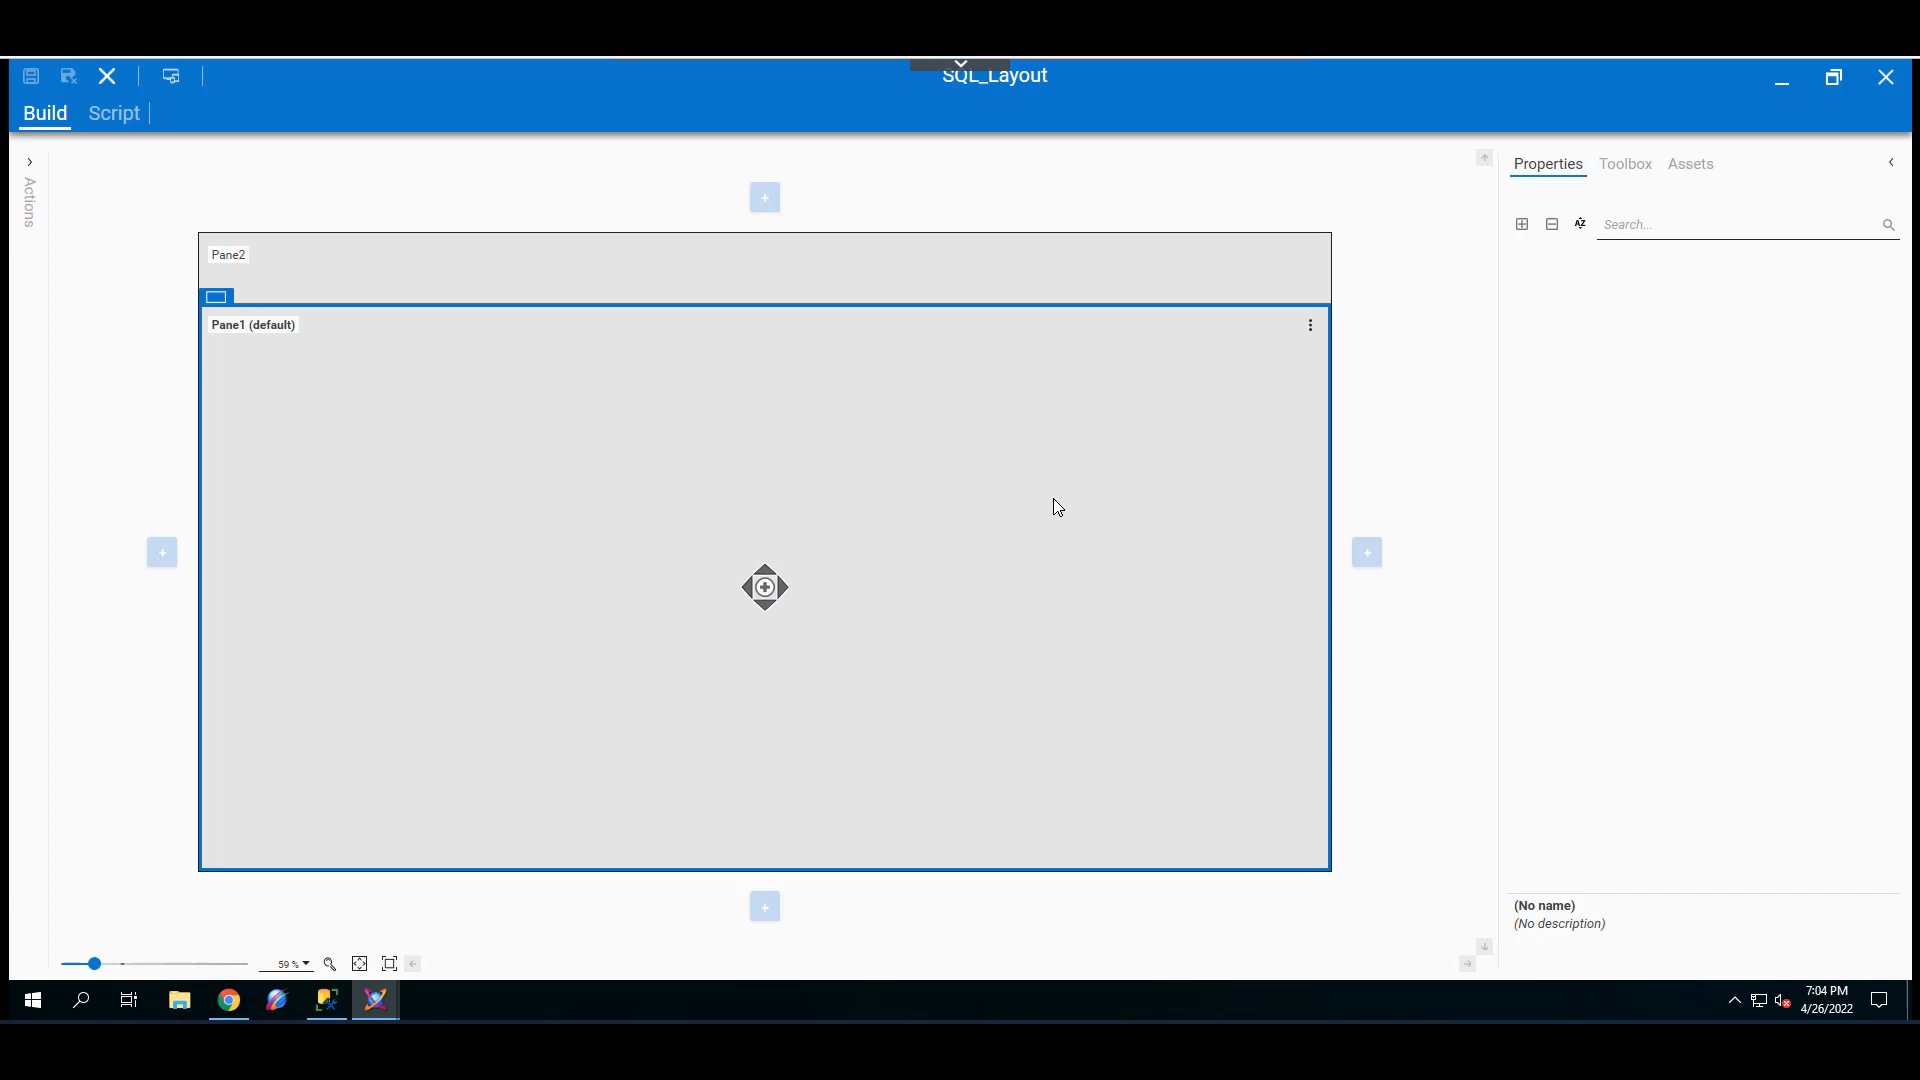 SQL_Layout
Build Script
Actions
Properties Toolbox Assets
Search...
Pane2
Pane1 (default)
(No name)
(No description)
59 %
7:04 PM
4/26/2022